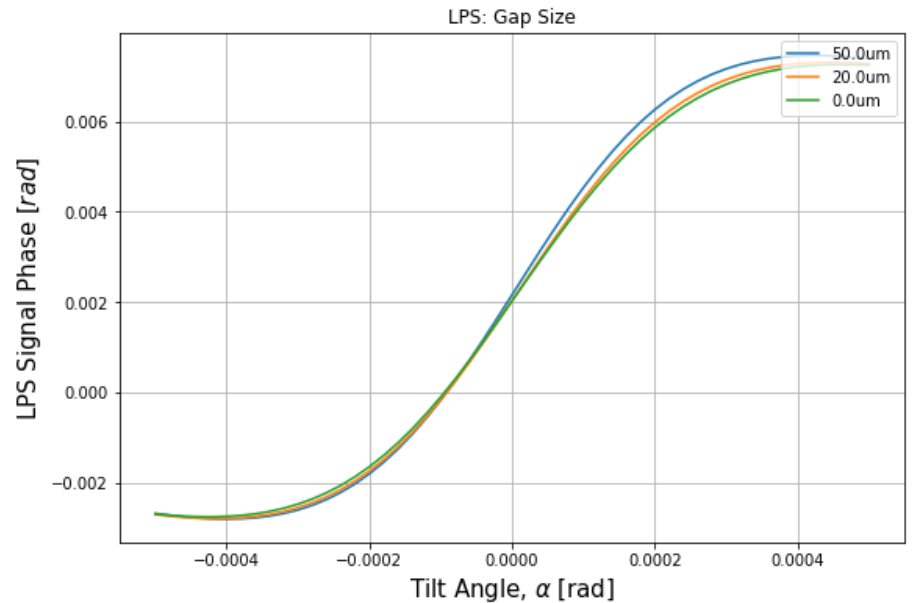 LPS: Gap Size
50.0um
20.0um
0.0um
LPS Signal Phase [rad]
0.006
0.004
0.002
0.000
−0.002
−0.0004
−0.0002
0.0000
0.0002
0.0004
Tilt Angle, α [rad]